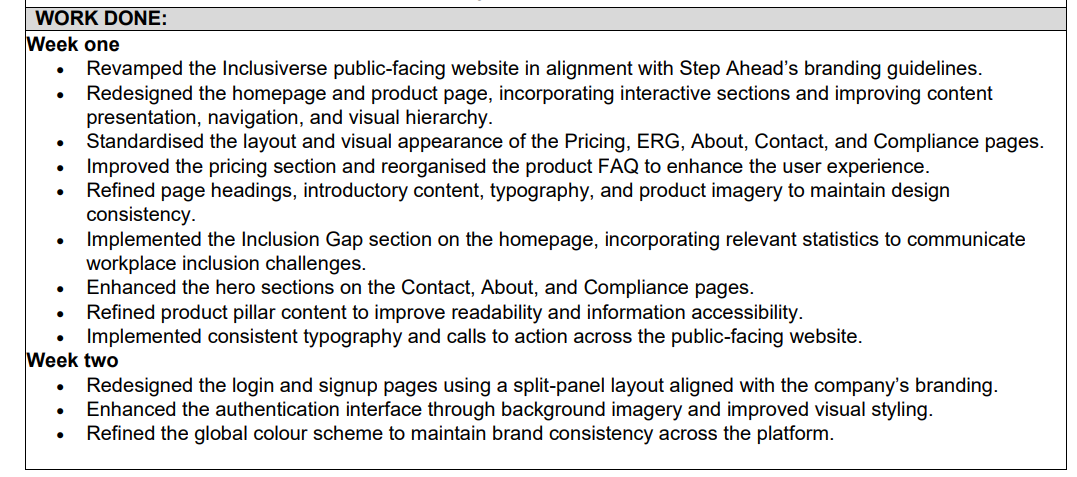 WORK DONE:
Week one
• Revamped the Inclusiverse public-facing website in alignment with Step Ahead’s branding guidelines.
• Redesigned the homepage and product page, incorporating interactive sections and improving content
presentation, navigation, and visual hierarchy.
• Standardised the layout and visual appearance of the Pricing, ERG, About, Contact, and Compliance pages.
• Improved the pricing section and reorganised the product FAQ to enhance the user experience.
• Refined page headings, introductory content, typography, and product imagery to maintain design
consistency.
• Implemented the Inclusion Gap section on the homepage, incorporating relevant statistics to communicate
workplace inclusion challenges.
• Enhanced the hero sections on the Contact, About, and Compliance pages.
• Refined product pillar content to improve readability and information accessibility.
• Implemented consistent typography and calls to action across the public-facing website.
Week two
• Redesigned the login and signup pages using a split-panel layout aligned with the company’s branding.
• Enhanced the authentication interface through background imagery and improved visual styling.
• Refined the global colour scheme to maintain brand consistency across the platform.